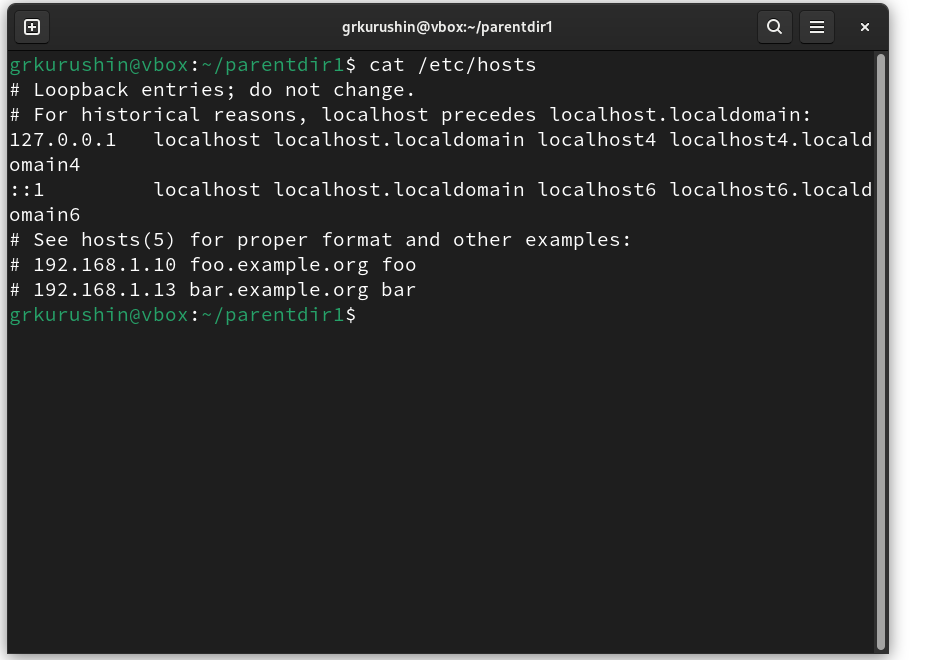 grkurushin@vbox:~/parentdir1
grkurushin@vbox:~/parentdir1$ cat /etc/hosts
# Loopback entries; do not change.
# For historical reasons, localhost precedes localhost.localdomain:
127.0.0.1   localhost localhost.localdomain localhost4 localhost4.locald
omain4
::1         localhost localhost.localdomain localhost6 localhost6.locald
omain6
# See hosts(5) for proper format and other examples:
# 192.168.1.10 foo.example.org foo
# 192.168.1.13 bar.example.org bar
grkurushin@vbox:~/parentdir1$